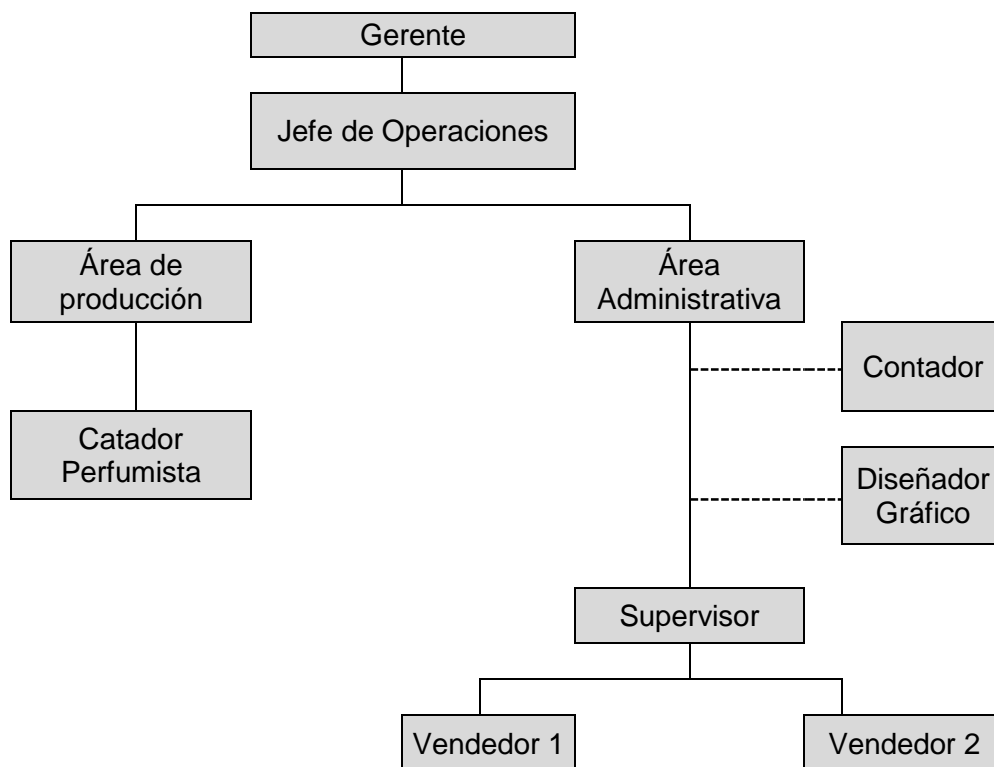 Gerente
Jefe de Operaciones
Área de
producción
Área
Administrativa
Contador
Catador
Perfumista
Diseñador
Gráfico
Supervisor
Vendedor 1
Vendedor 2